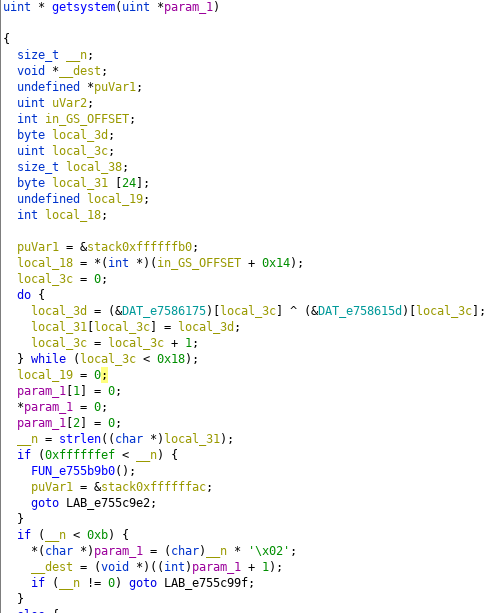 uint * getsystem(uint *param_1)
{
size_t __n;
void *__dest;
undefined *puVar1;
uint uVar2;
int in_GS_OFFSET;
byte local_3d;
uint local_3c;
size_t local_38;
byte local_31 [24];
undefined local_19;
int local_18;
puVar1 = &stack0xffffffb0;
local_18 = *(int *)(in_GS_OFFSET + 0x14);
local_3c = 0;
do {
local_3d = (&DAT_e7586175)[local_3c] ^ (&DAT_e758615d)[local_3c];
local_31[local_3c] = local_3d;
local_3c = local_3c + 1;
} while (local_3c < 0x18);
local_19 = 0;
param_1[1] = 0;
*param_1 = 0;
param_1[2] = 0;
__n = strlen((char *)local_31);
if (0xffffffef < __n) {
FUN_e755b9b0();
puVar1 = &stack0xffffffac;
goto LAB_e755c9e2;
}
if (__n < 0xb) {
*(char *)param_1 = (char)__n * '\x02';
__dest = (void *)((int)param_1 + 1);
if (__n != 0) goto LAB_e755c99f;
}
else {